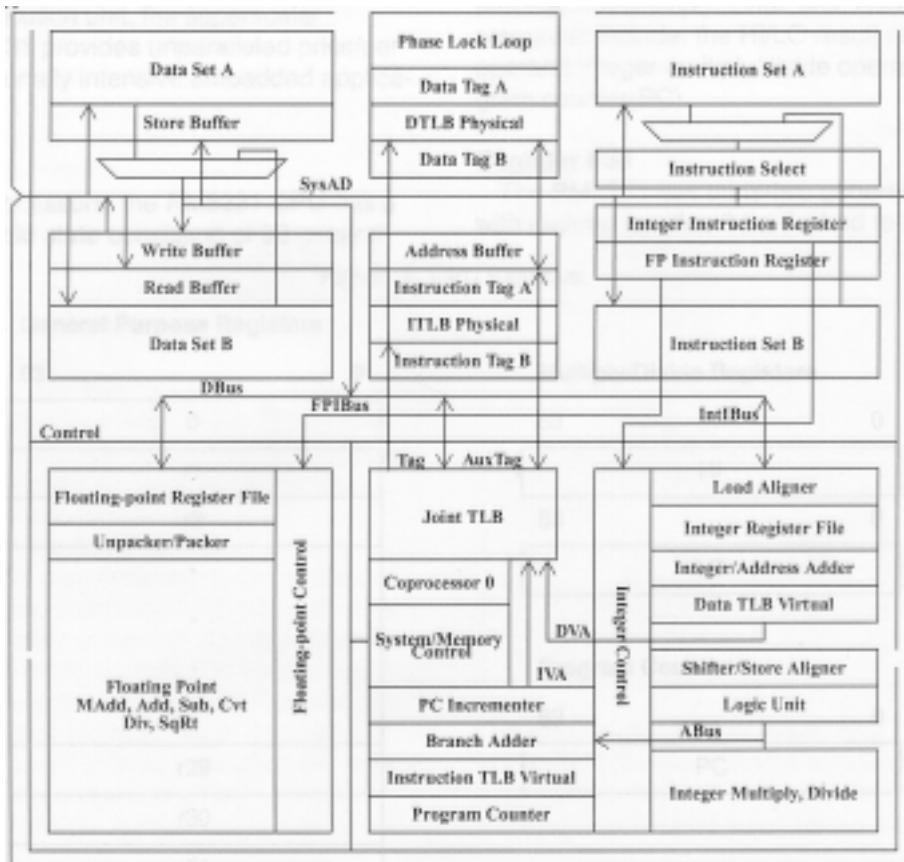 Data Set A
Store Buffer
Phase Lock Loop
Data Tag A
DTLB Physical
Data Tag B
Instruction Set A
Instruction Select
Integer Instruction Register
FP Instruction Register
SysAD
Write Buffer
Read Buffer
Data Set B
Address Buffer
Instruction Tag A
ITLB Physical
Instruction Tag B
Instruction Set B
DBus
FPIBus
IntIBus
Control
Tag
AuxTag
Floating-point Register File
Unpacker/Packer
Floating Point
MAdd, Add, Sub, Cvt
Div, SqRt
Floating-point Control
Joint TLB
Coprocessor 0
System/Memory
Control
DVA
IVA
PC Incrementer
Branch Adder
Instruction TLB Virtual
Program Counter
Integer Control
Load Aligner
Integer Register File
Integer/Address Adder
Data TLB Virtual
Shifter/Store Aligner
Logic Unit
ABus
Integer Multiply, Divide